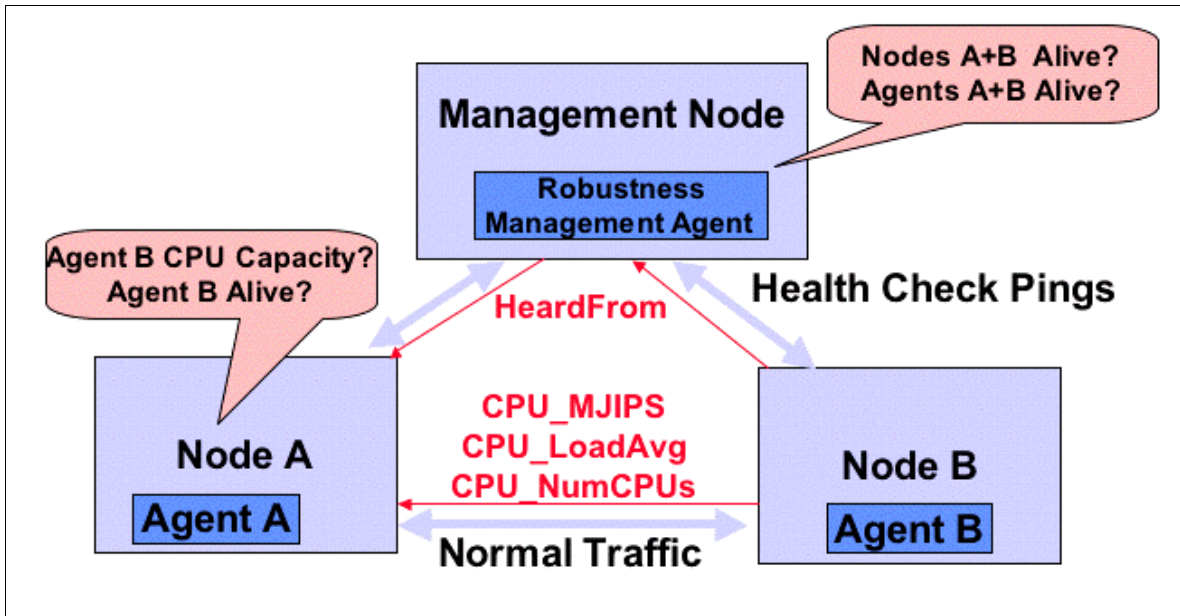 Nodes A+B Alive?
Agents A+B Alive?
Management Node
Robustness
Management Agent
Agent B CPU Capacity?
Agent B Alive?
HeardFrom
Health Check Pings
CPU_MJIPS
CPU_LoadAvg
CPU_NumCPUs
Node A
Agent A
Node B
Agent B
Normal Traffic